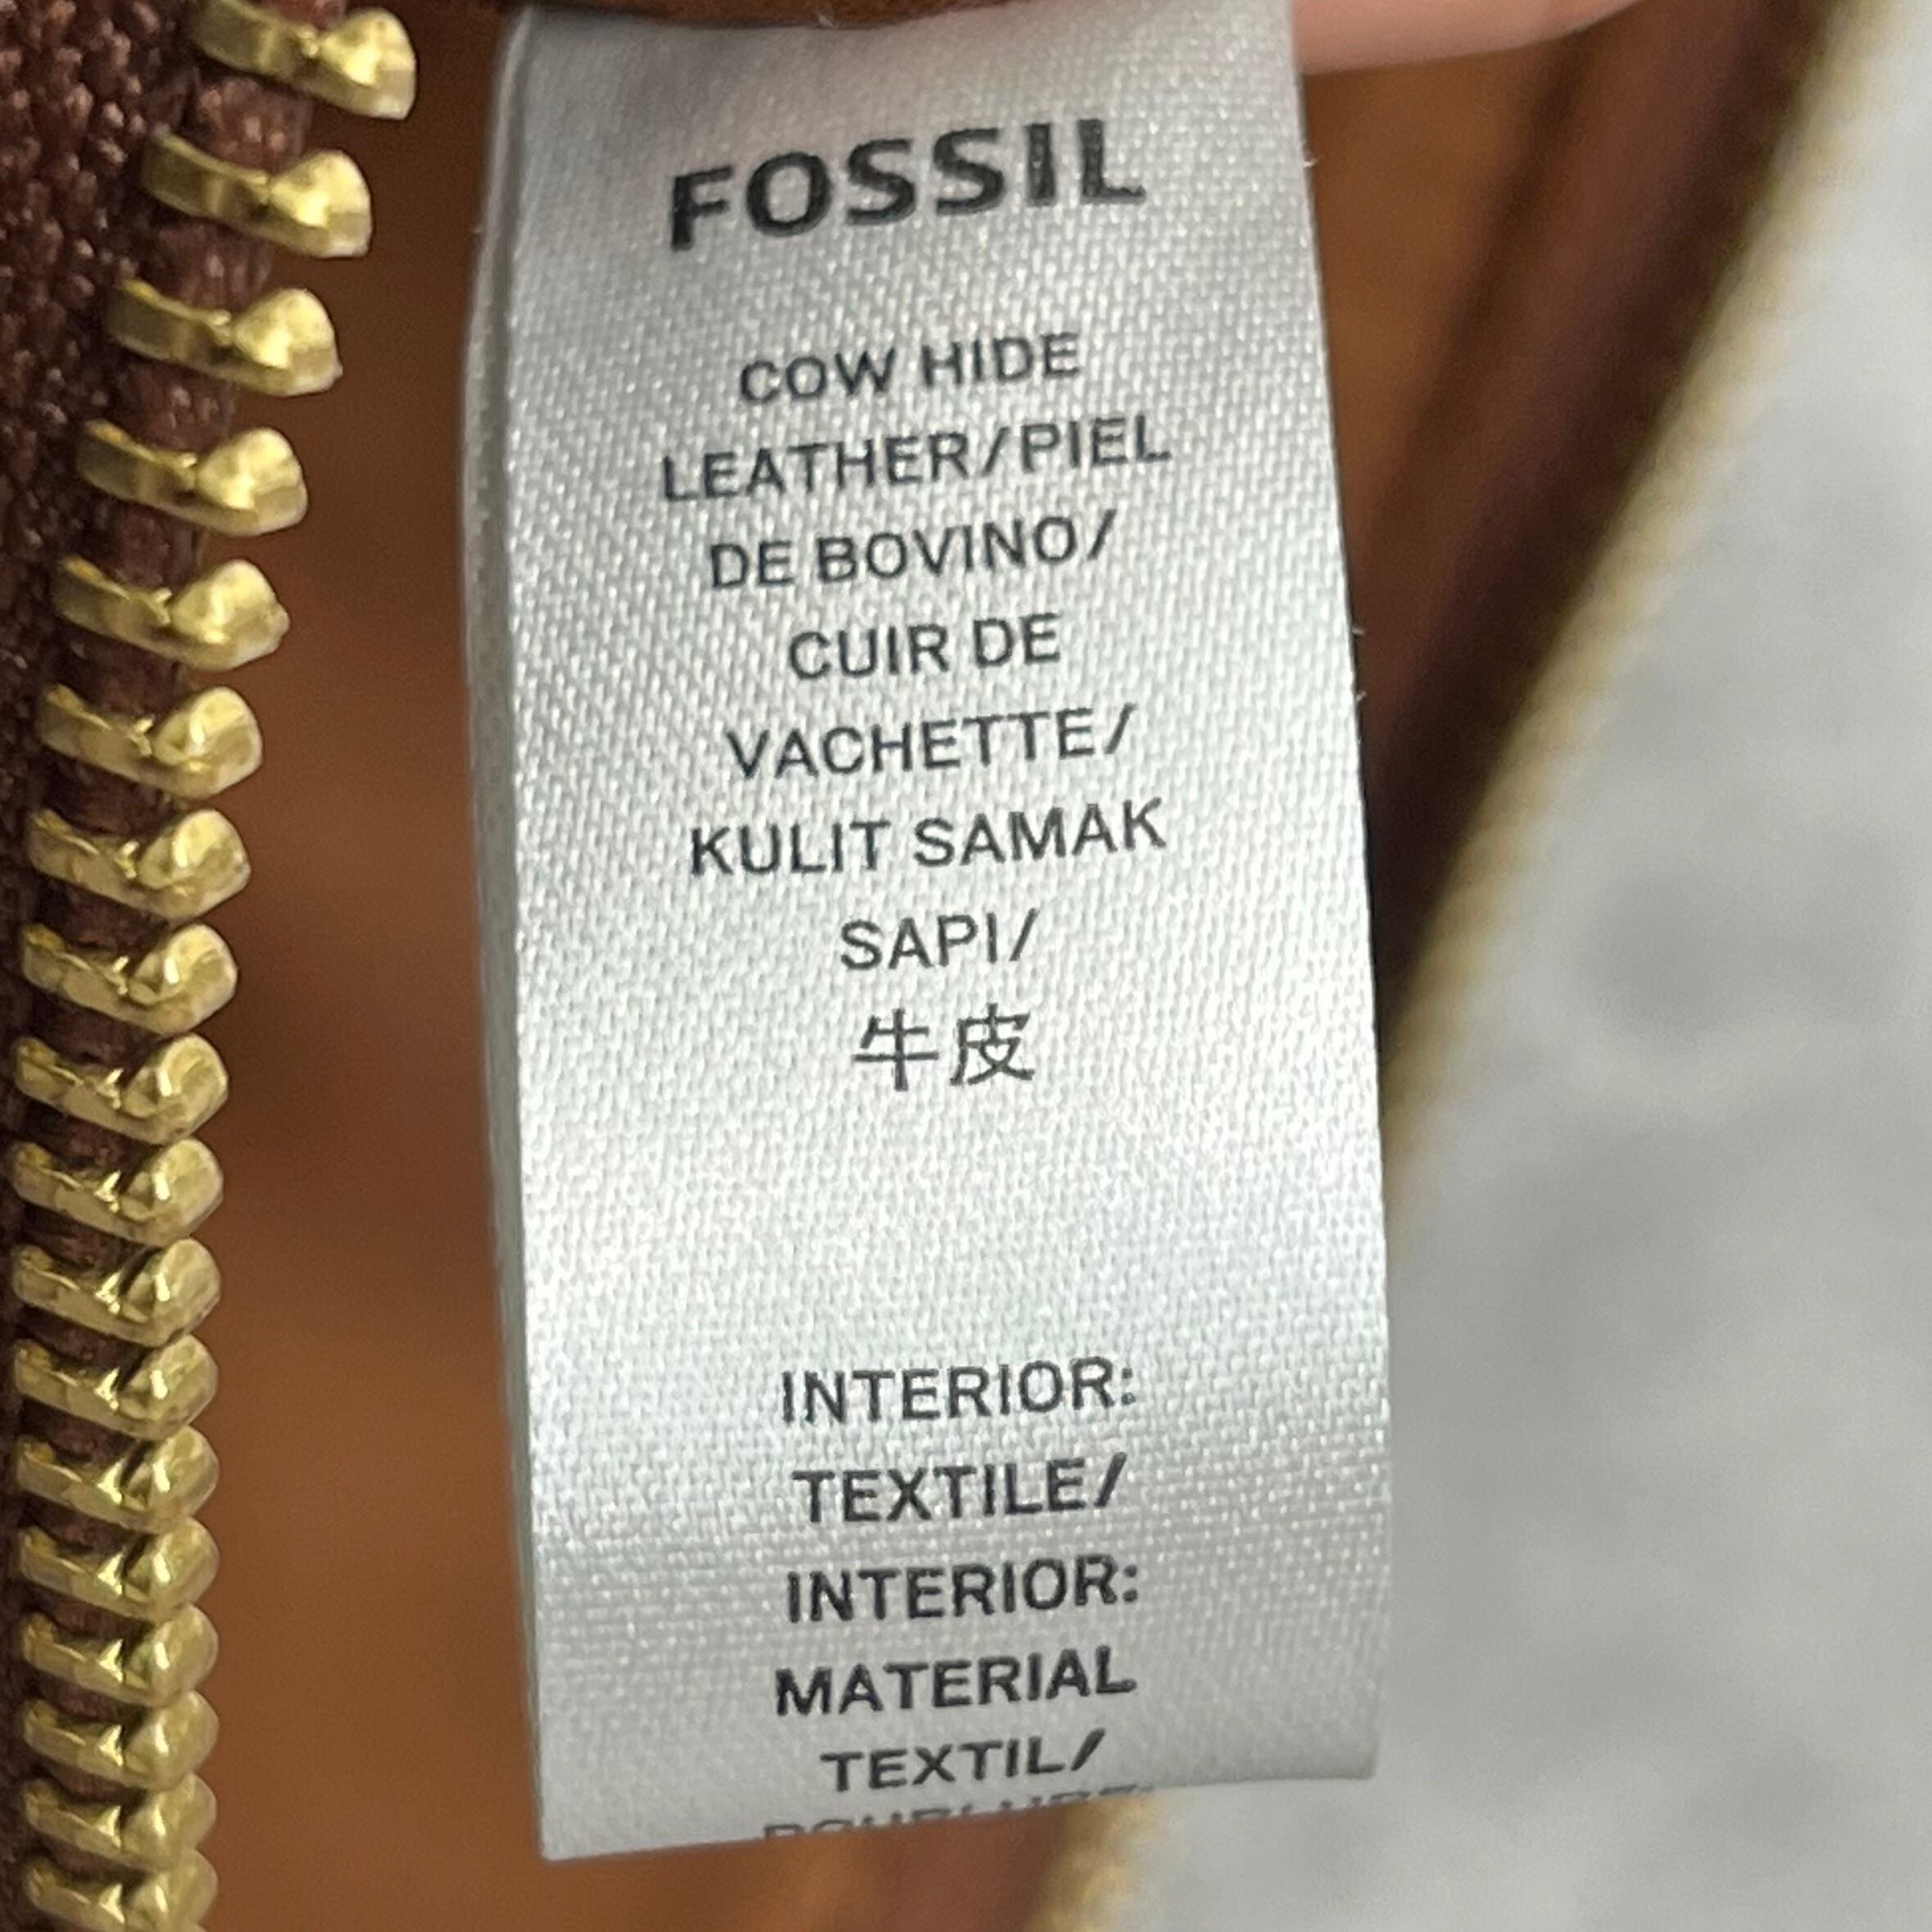 FOSSIL
COW HIDE
LEATHER/PIEL
DE BOVINO/
CUIR DE
VACHETTE/
KULIT SAMAK
SAPI/
牛皮
INTERIOR:
TEXTILE/
INTERIOR:
MATERIAL
TEXTIL/